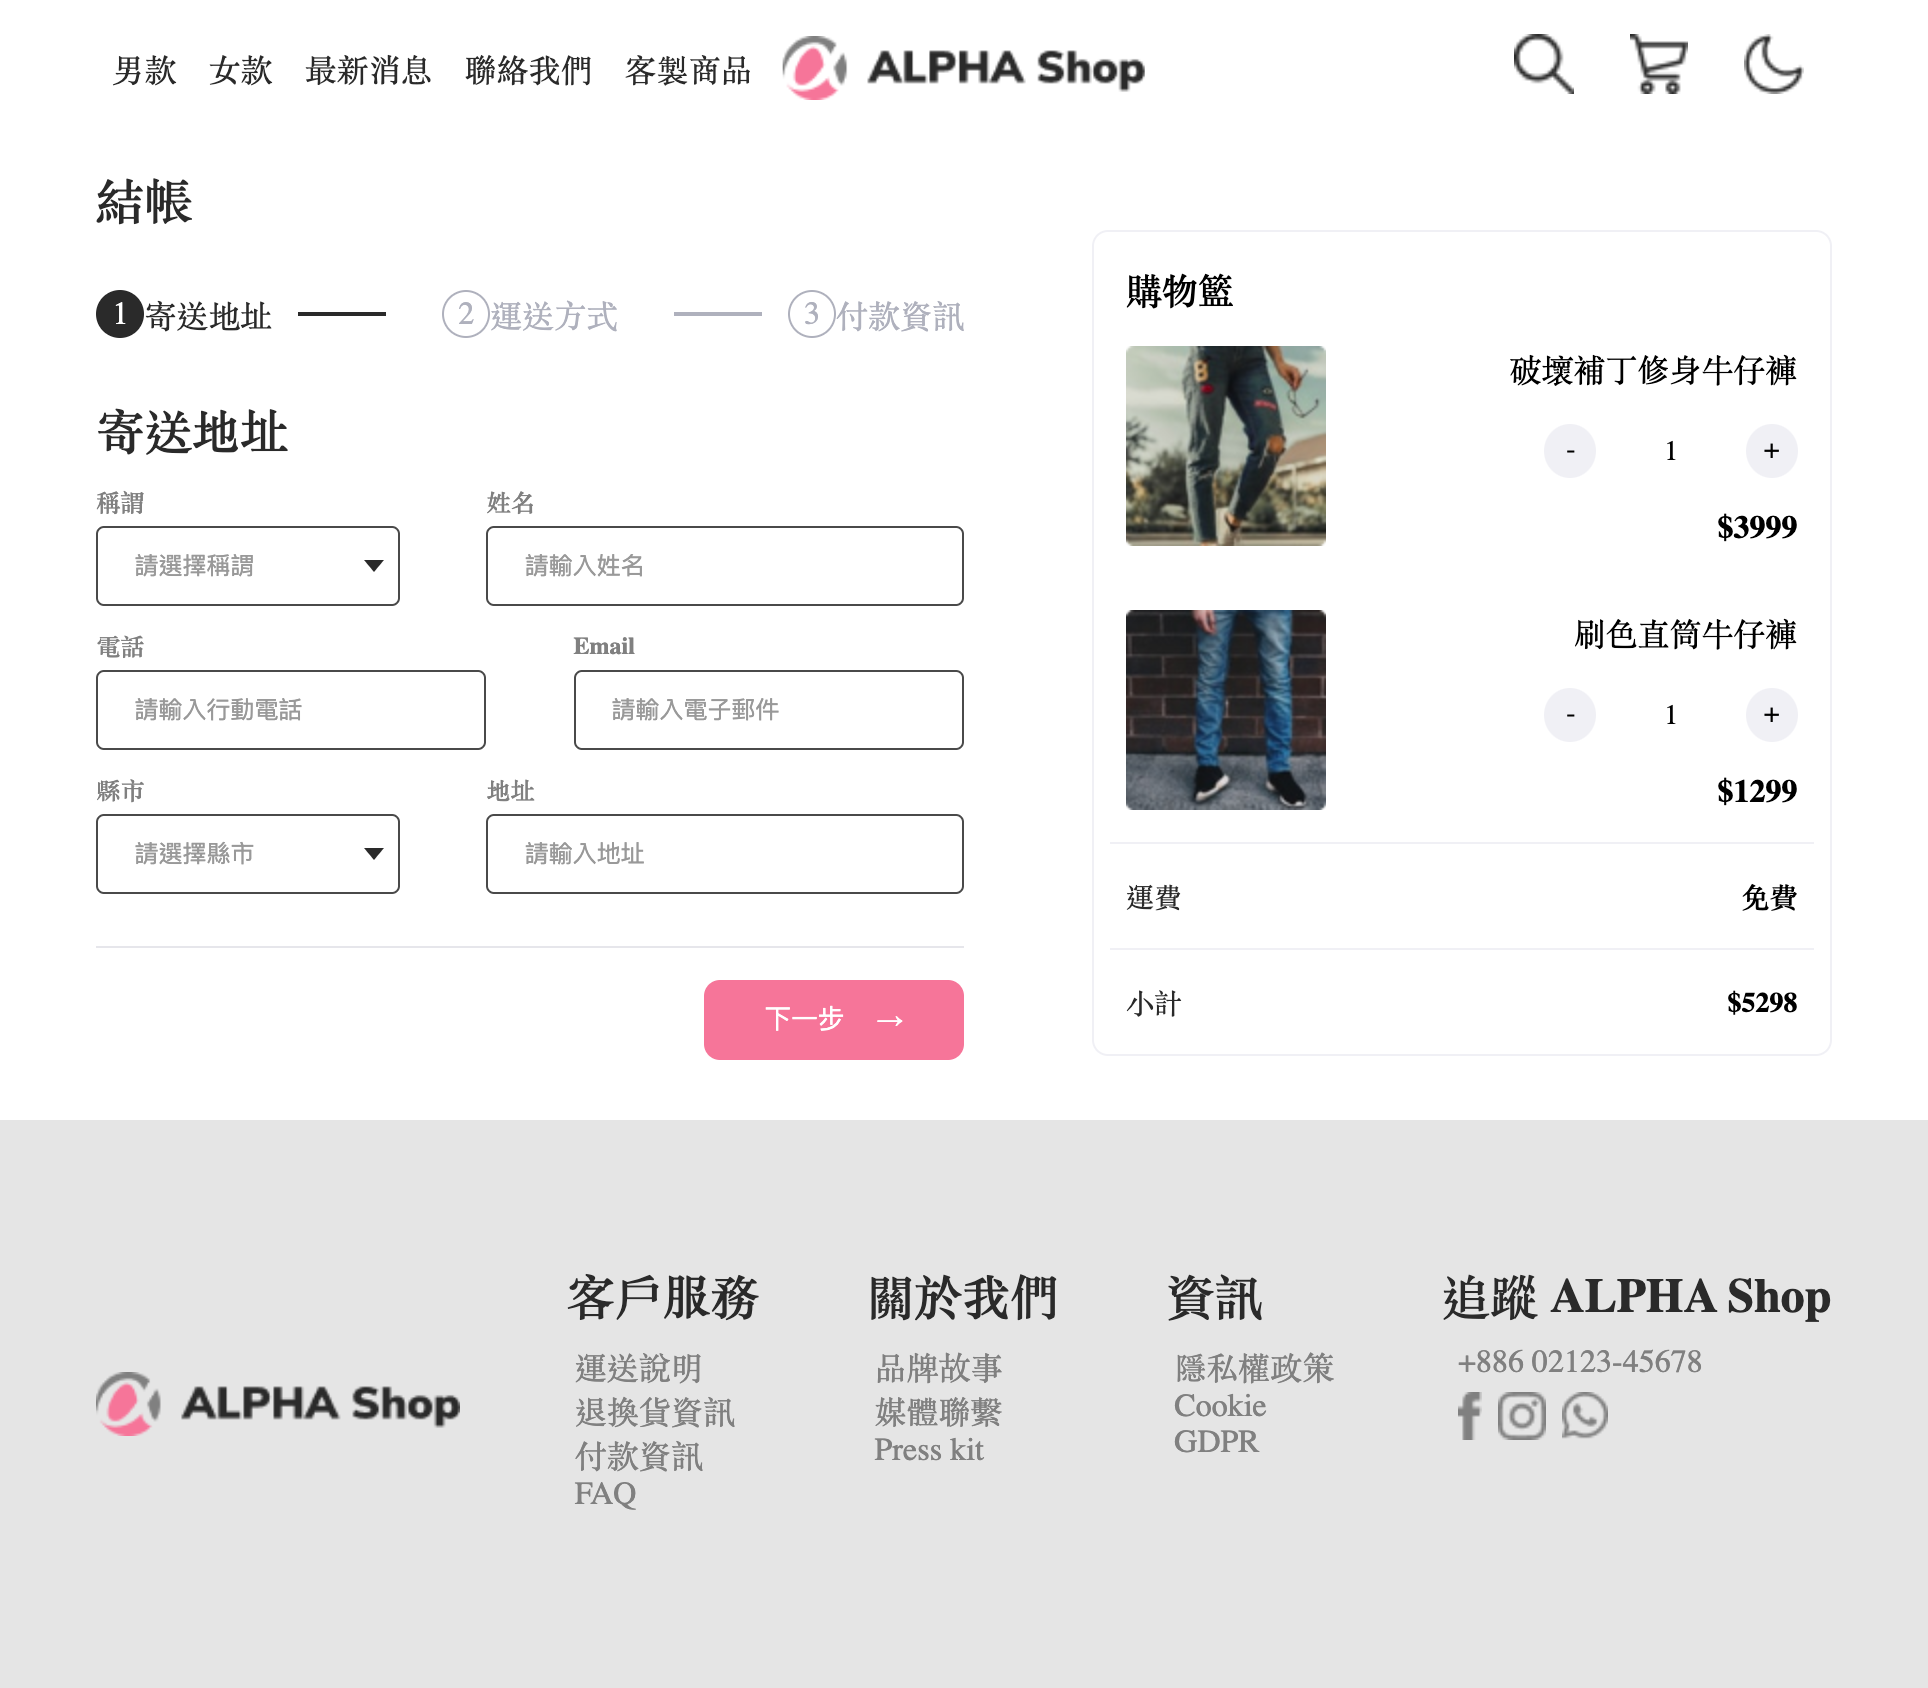 男款 女款 最新消息 聯絡我們 客製商品 ALPHA Shop
結帳
1 寄送地址 2 運送方式 3 付款資訊
寄送地址
稱謂 姓名
請選擇稱謂 請輸入姓名
電話 Email
請輸入行動電話 請輸入電子郵件
縣市 地址
請選擇縣市 請輸入地址
下一步 →
購物籃
破壞補丁修身牛仔褲
- 1 +
$3999
刷色直筒牛仔褲
- 1 +
$1299
運費 免費
小計 $5298
ALPHA Shop
客戶服務
運送說明
退換貨資訊
付款資訊
FAQ
關於我們
品牌故事
媒體聯繫
Press kit
資訊
隱私權政策
Cookie
GDPR
追蹤 ALPHA Shop
+886 02123-45678